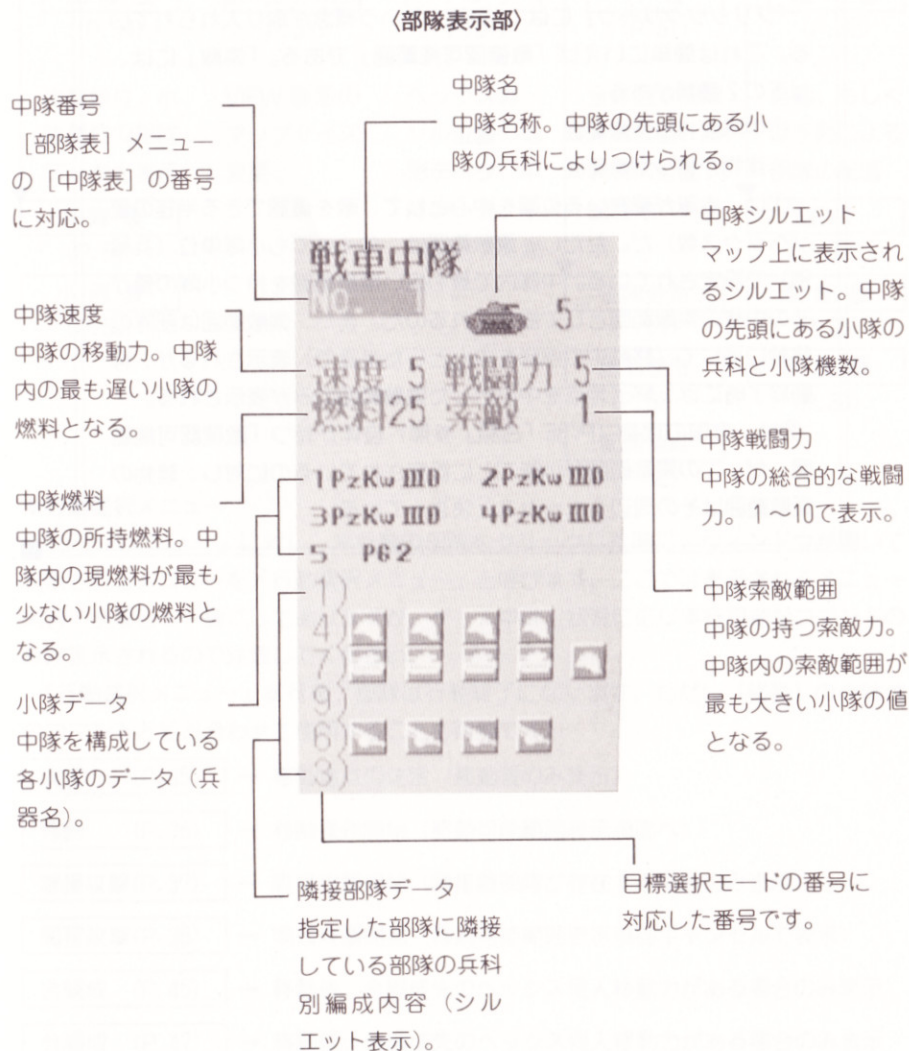 〈部隊表示部〉
中隊番号
[部隊表] メニュー
の [中隊表] の番号
に対応。
中隊名
中隊名称。中隊の先頭にある小
隊の兵科によりつけられる。
中隊シルエット
マップ上に表示され
るシルエット。中隊
の先頭にある小隊の
兵科と小隊機数。
中隊速度
中隊の移動力。中隊
内の最も遅い小隊の
燃料となる。
戦車中隊
No. 1
5
速度 5 戦闘力 5
燃料25 索敵 1
1PzKw IIID 2PzKw IIID
3PzKw IIID 4PzKw IIID
5 PG2
1)
4)
7)
9)
6)
3)
中隊戦闘力
中隊の総合的な戦闘
力。1～10で表示。
中隊燃料
中隊の所持燃料。中
隊内の現燃料が最も
少ない小隊の燃料と
なる。
中隊索敵範囲
中隊の持つ索敵力。
中隊内の索敵範囲が
最も大きい小隊の値
となる。
小隊データ
中隊を構成している
各小隊のデータ（兵
器名）。
隣接部隊データ
指定した部隊に隣接
している部隊の兵科
別編成内容（シル
エット表示）。
目標選択モードの番号に
対応した番号です。